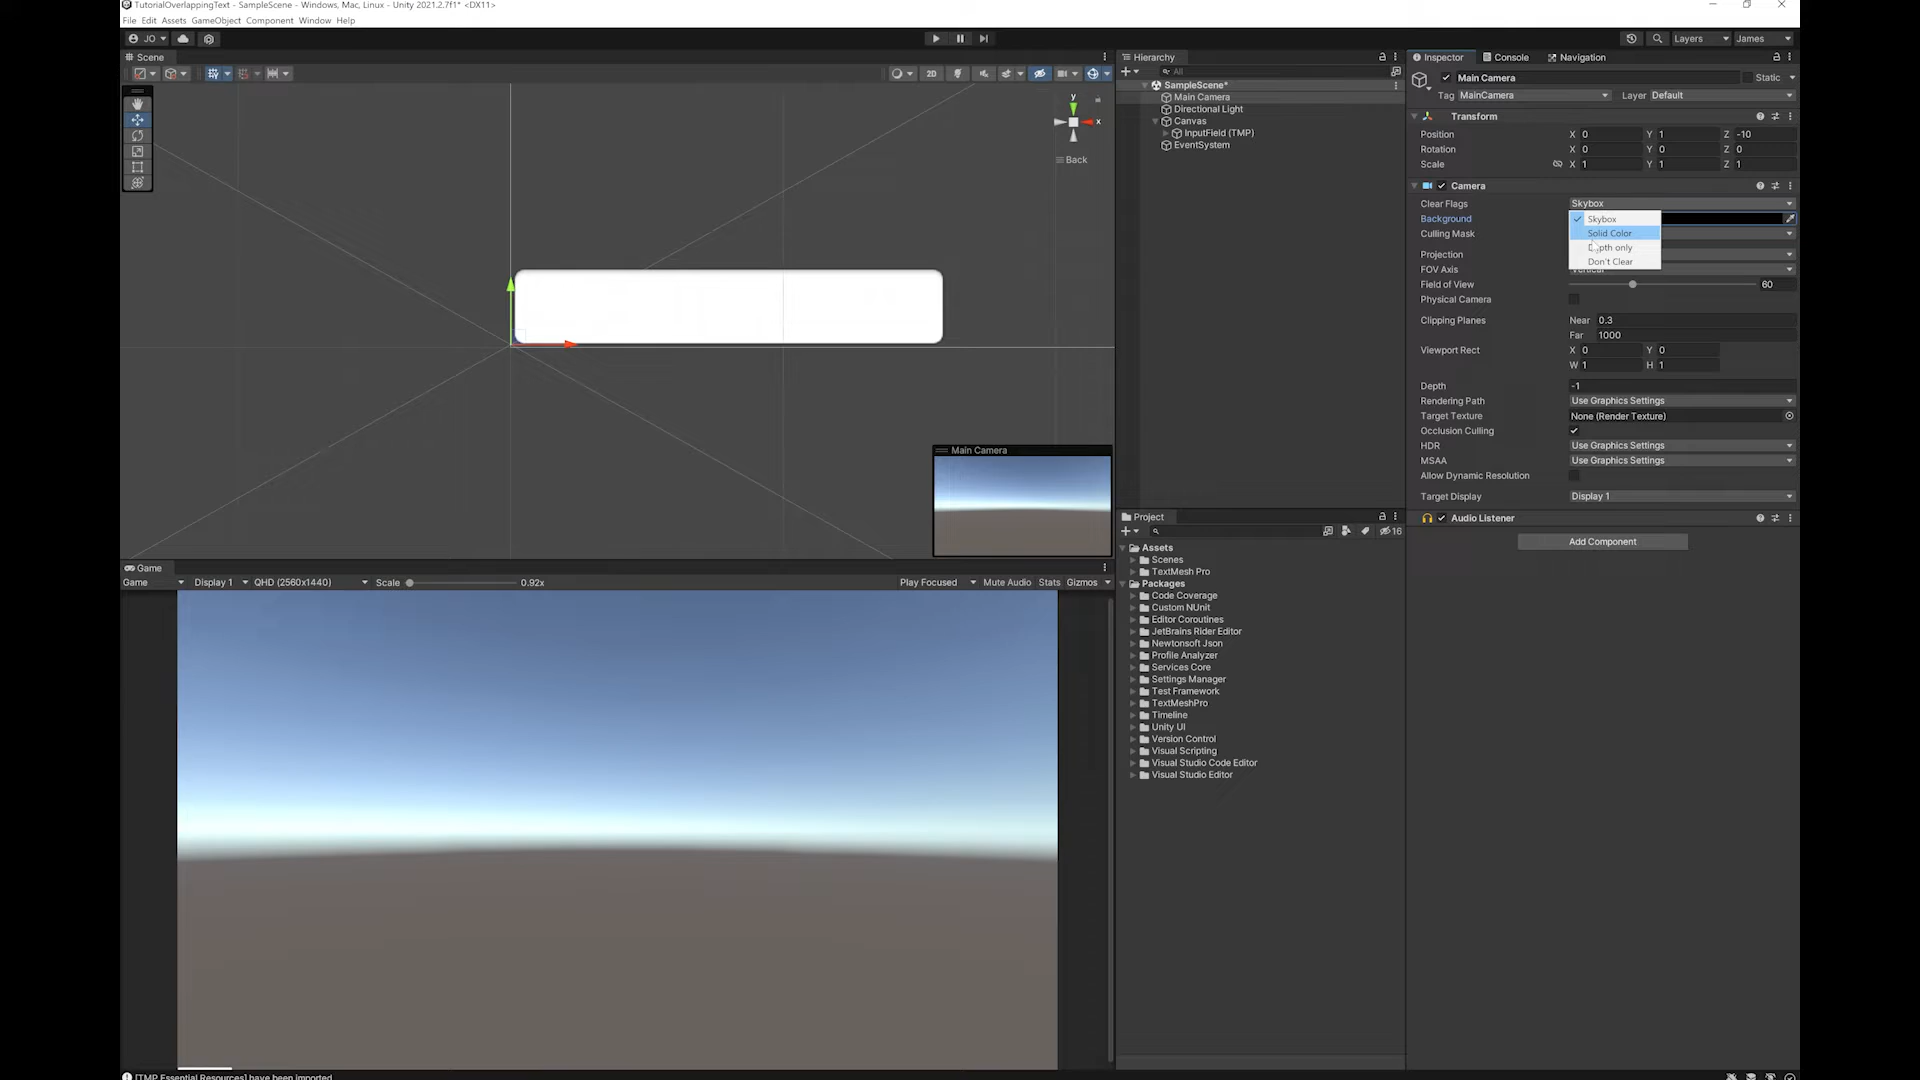 TutorialOverlappingText - SampleScene - Windows, Mac, Linux - Unity 2021.2.7f1* <DX11>
File Edit Assets GameObject Component Window Help
JO
Layers
James
Scene
2D
y
x
Back
Main Camera
Game
Game
Display 1
QHD (2560x1440)
Scale
0.92x
Play Focused
Mute Audio
Stats
Gizmos
Hierarchy
All
SampleScene*
Main Camera
Directional Light
Canvas
InputField (TMP)
EventSystem
Project
16
Assets
Scenes
TextMesh Pro
Packages
Code Coverage
Custom NUnit
Editor Coroutines
JetBrains Rider Editor
Newtonsoft Json
Profile Analyzer
Services Core
Settings Manager
Test Framework
TextMeshPro
Timeline
Unity UI
Version Control
Visual Scripting
Visual Studio Code Editor
Visual Studio Editor
Inspector Console Navigation
Main Camera Static
Tag MainCamera Layer Default
Transform
Position X 0 Y 1 Z -10
Rotation X 0 Y 0 Z 0
Scale X 1 Y 1 Z 1
Camera
Clear Flags Skybox
Background
Skybox
Culling Mask
Solid Color
Depth only
Projection
Don't Clear
FOV Axis Vertical
Field of View 60
Physical Camera
Clipping Planes Near 0.3
Far 1000
Viewport Rect X 0 Y 0
W 1 H 1
Depth -1
Rendering Path Use Graphics Settings
Target Texture None (Render Texture)
Occlusion Culling
HDR Use Graphics Settings
MSAA Use Graphics Settings
Allow Dynamic Resolution
Target Display Display 1
Audio Listener
Add Component
[TMP Essential Resources] have been imported